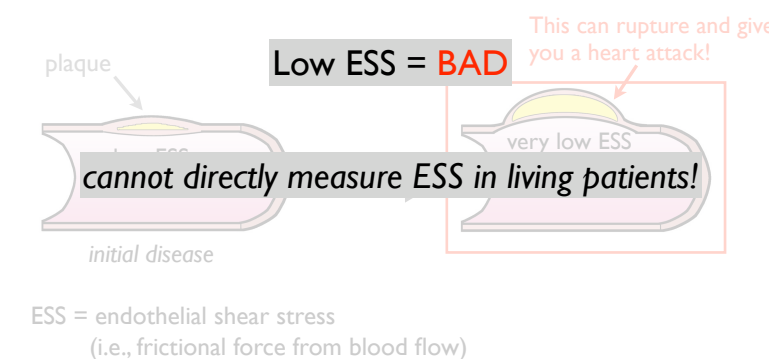 This can rupture and give
you a heart attack!
Low ESS = BAD
plaque
very low ESS
cannot directly measure ESS in living patients!
initial disease
ESS = endothelial shear stress
(i.e., frictional force from blood flow)